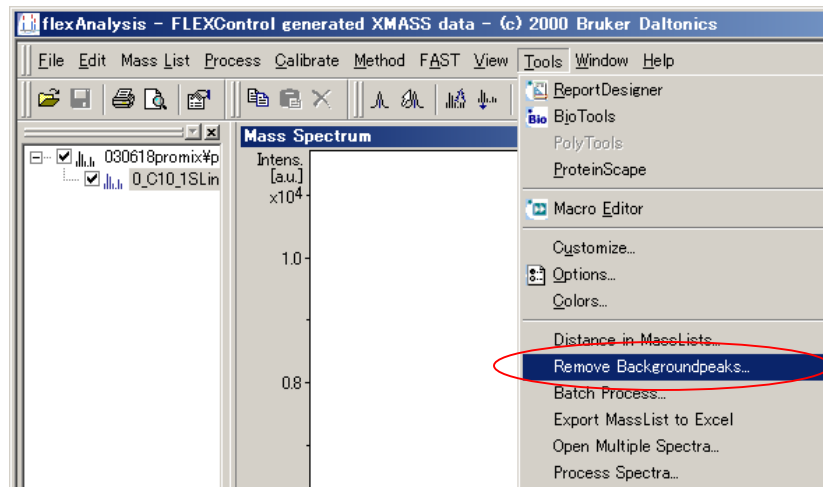 flexAnalysis - FLEXControl generated XMASS data - (c) 2000 Bruker Daltonics
File Edit Mass List Process Calibrate Method FAST View Tools Window Help
ReportDesigner
Bio BioTools
PolyTools
ProteinScape
Macro Editor
Customize...
Options...
Colors...
Distance in MassLists...
Remove Backgroundpeaks...
Batch Process...
Export MassList to Excel
Open Multiple Spectra...
Process Spectra...
030618promix¥p
0_C10_1SLin
Mass Spectrum
Intens.
[a.u.]
x10⁴
1.0
0.8